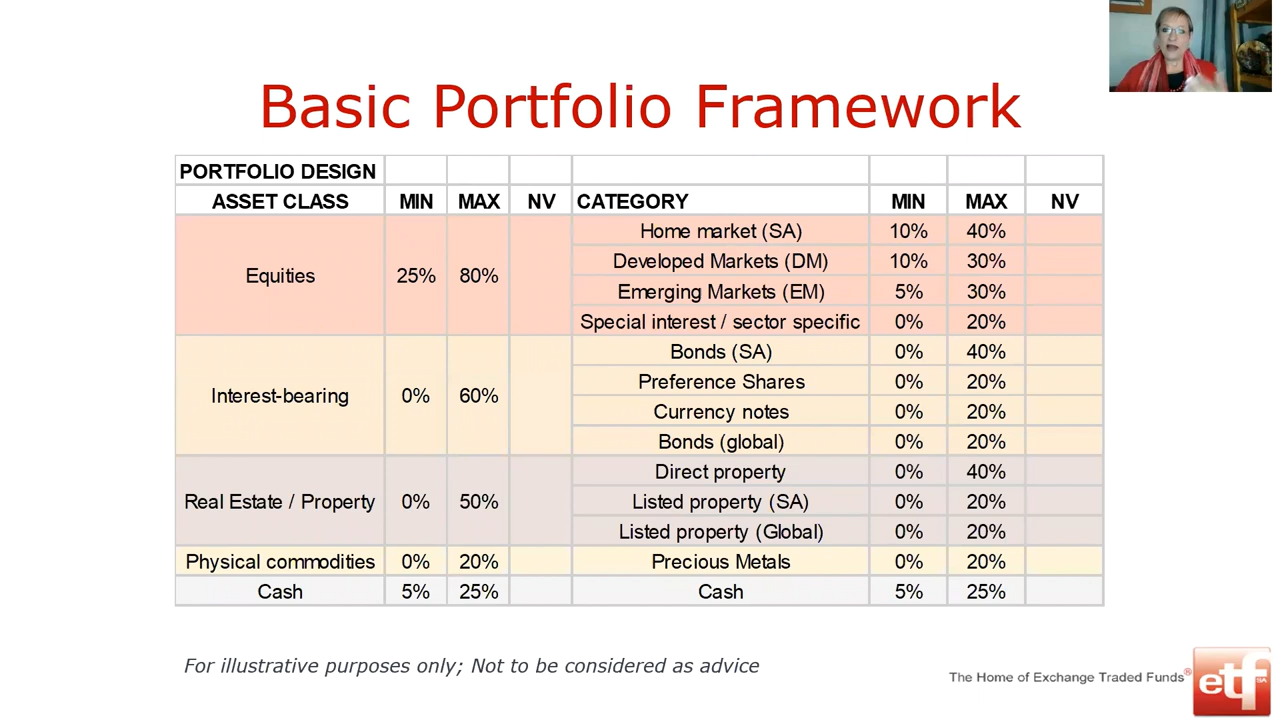 Basic Portfolio Framework
PORTFOLIO DESIGN
ASSET CLASS MIN MAX NV CATEGORY MIN MAX NV
Equities 25% 80%
Home market (SA) 10% 40%
Developed Markets (DM) 10% 30%
Emerging Markets (EM) 5% 30%
Special interest / sector specific 0% 20%
Interest-bearing 0% 60%
Bonds (SA) 0% 40%
Preference Shares 0% 20%
Currency notes 0% 20%
Bonds (global) 0% 20%
Real Estate / Property 0% 50%
Direct property 0% 40%
Listed property (SA) 0% 20%
Listed property (Global) 0% 20%
Physical commodities 0% 20% Precious Metals 0% 20%
Cash 5% 25% Cash 5% 25%
For illustrative purposes only; Not to be considered as advice
The Home of Exchange Traded Funds®
etf SA